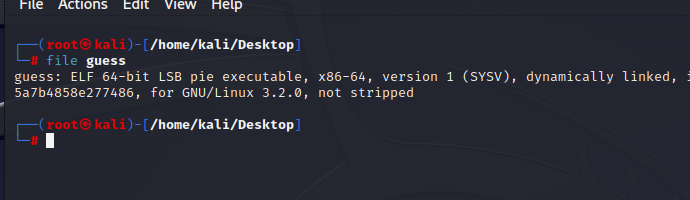 File Actions Edit View Help
┌──(root㉿kali)-[/home/kali/Desktop]
└─# file guess
guess: ELF 64-bit LSB pie executable, x86-64, version 1 (SYSV), dynamically linked, i
5a7b4858e277486, for GNU/Linux 3.2.0, not stripped
┌──(root㉿kali)-[/home/kali/Desktop]
└─#